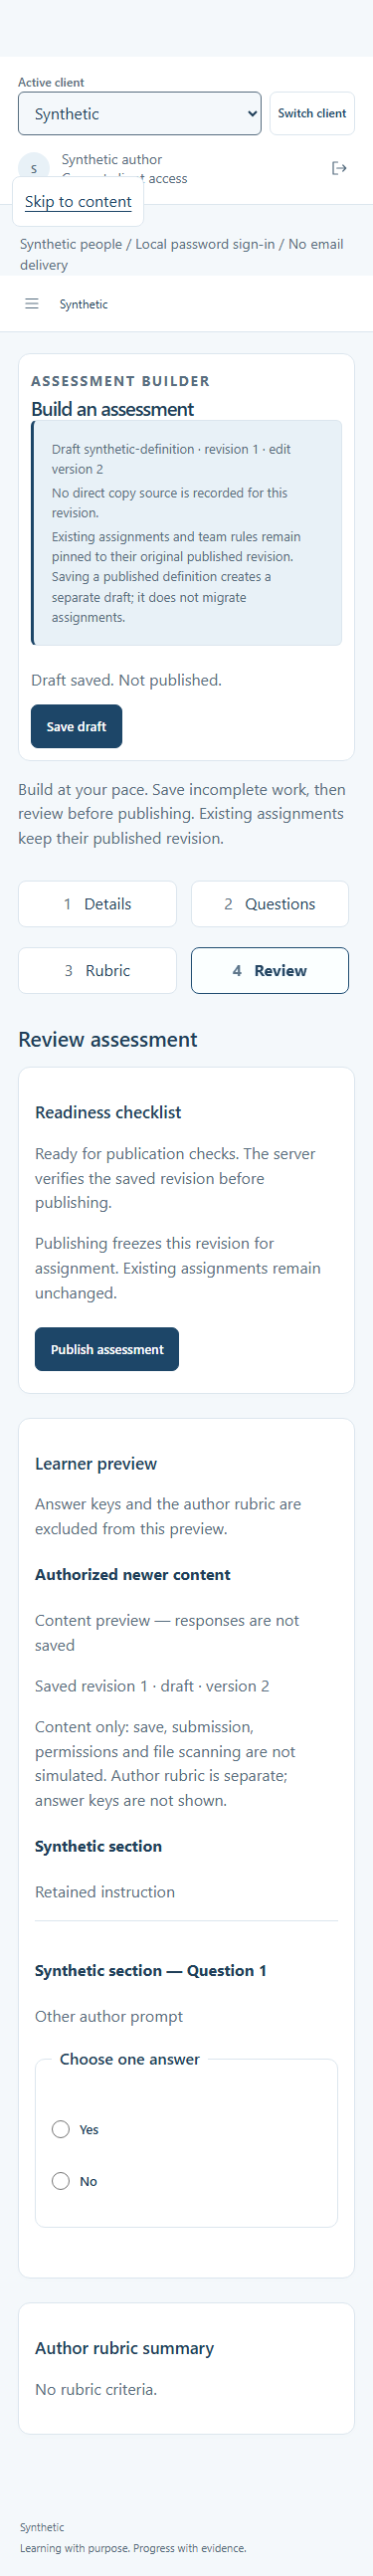 Active client
Synthetic
Switch client
S
Synthetic author
access
Skip to content
Synthetic people / Local password sign-in / No email
delivery
Synthetic
ASSESSMENT BUILDER
Build an assessment
Draft synthetic-definition · revision 1 · edit
version 2
No direct copy source is recorded for this
revision.
Existing assignments and team rules remain
pinned to their original published revision.
Saving a published definition creates a
separate draft; it does not migrate
assignments.
Draft saved. Not published.
Save draft
Build at your pace. Save incomplete work, then
review before publishing. Existing assignments
keep their published revision.
1 Details
2 Questions
3 Rubric
4 Review
Review assessment
Readiness checklist
Ready for publication checks. The server
verifies the saved revision before
publishing.
Publishing freezes this revision for
assignment. Existing assignments remain
unchanged.
Publish assessment
Learner preview
Answer keys and the author rubric are
excluded from this preview.
Authorized newer content
Content preview — responses are not
saved
Saved revision 1 · draft · version 2
Content only: save, submission,
permissions and file scanning are not
simulated. Author rubric is separate;
answer keys are not shown.
Synthetic section
Retained instruction
Synthetic section — Question 1
Other author prompt
Choose one answer
Yes
No
Author rubric summary
No rubric criteria.
Synthetic
Learning with purpose. Progress with evidence.